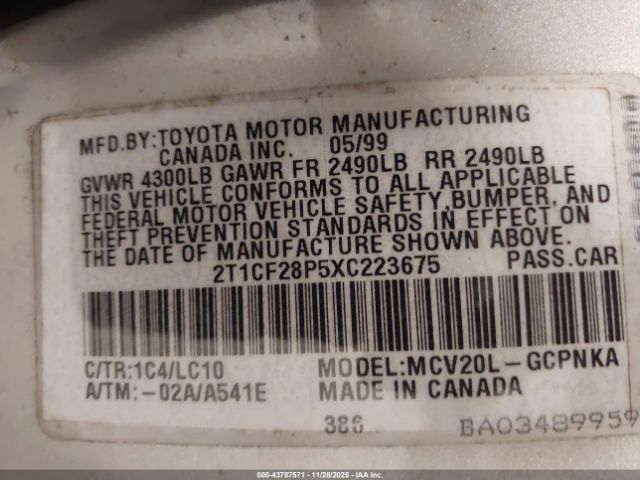 MFD.BY:TOYOTA MOTOR MANUFACTURING
CANADA INC. 05/99
GVWR 4300LB GAWR FR 2490LB RR 2490LB
THIS VEHICLE CONFORMS TO ALL APPLICABLE
FEDERAL MOTOR VEHICLE SAFETY,BUMPER, AND
THEFT PREVENTION STANDARDS IN EFFECT ON
THE DATE OF MANUFACTURE SHOWN ABOVE.
2T1CF28P5XC223675 PASS.CAR
C/TR:1C4/LC10 MODEL:MCV20L-GCPNKA
A/TM:-02A/A541E MADE IN CANADA
386 BA03489959
000-43787571 - 11/28/2025 - IAA Inc.